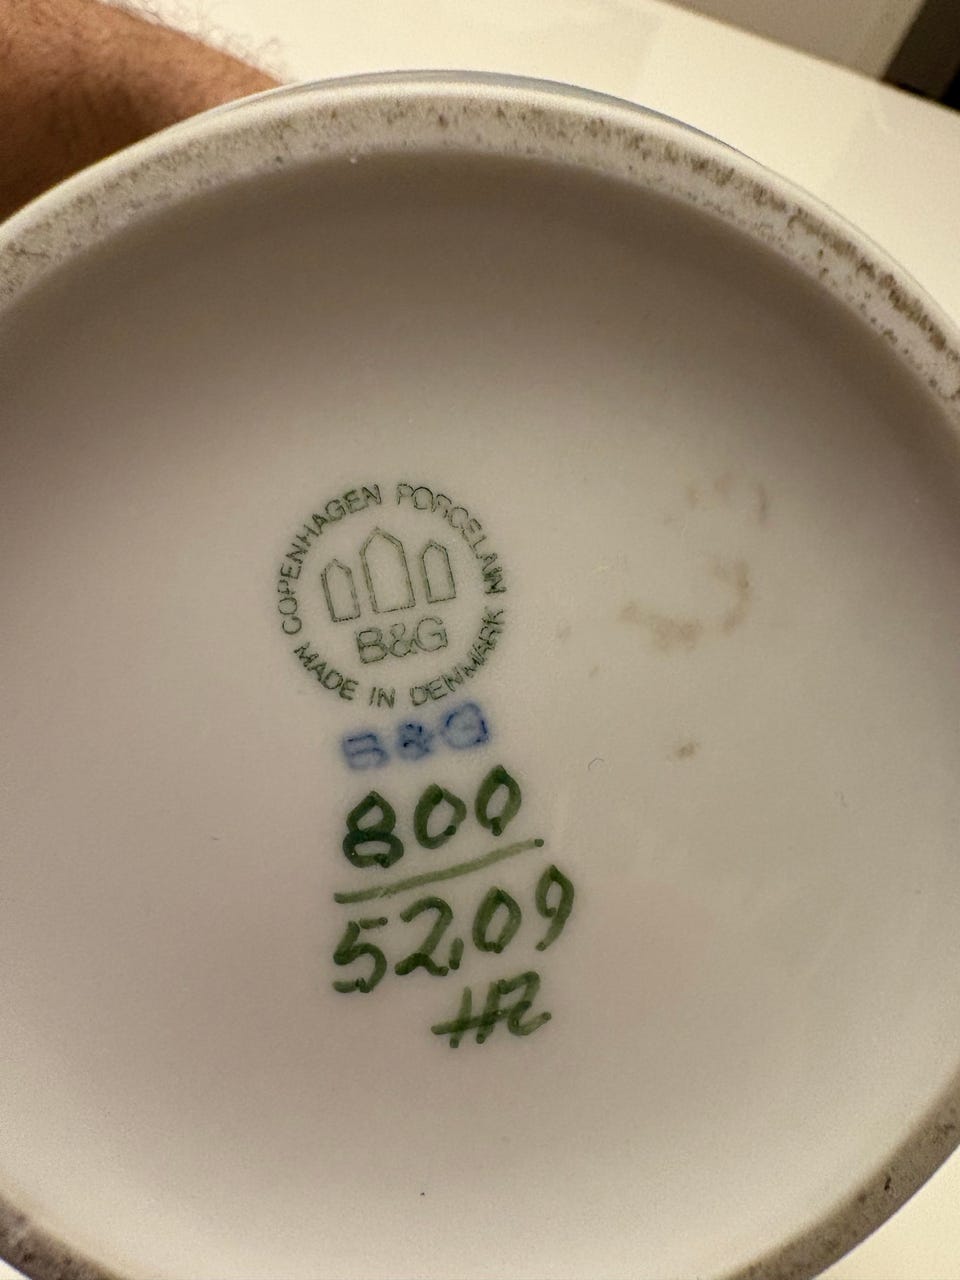 COPENHAGEN PORCELAIN
B&G
MADE IN DENMARK
B&G
800
5209